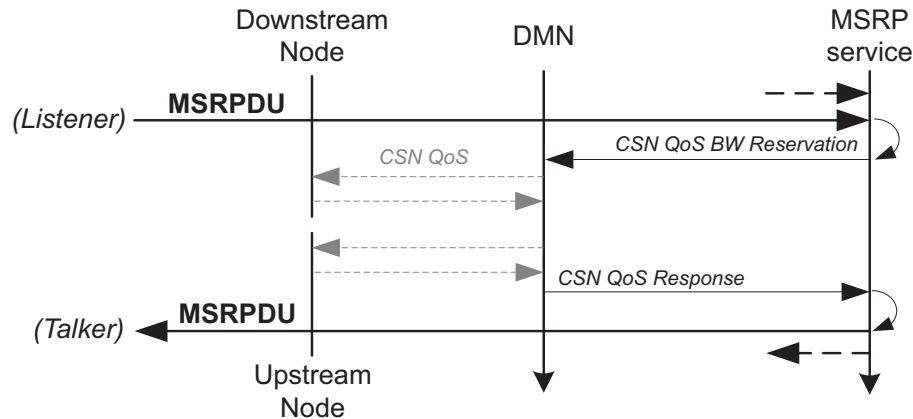 Downstream
Node
DMN
MSRP
service
(Listener)
MSRPDU
CSN QoS BW Reservation
CSN QoS
CSN QoS Response
(Talker)
MSRPDU
Upstream
Node